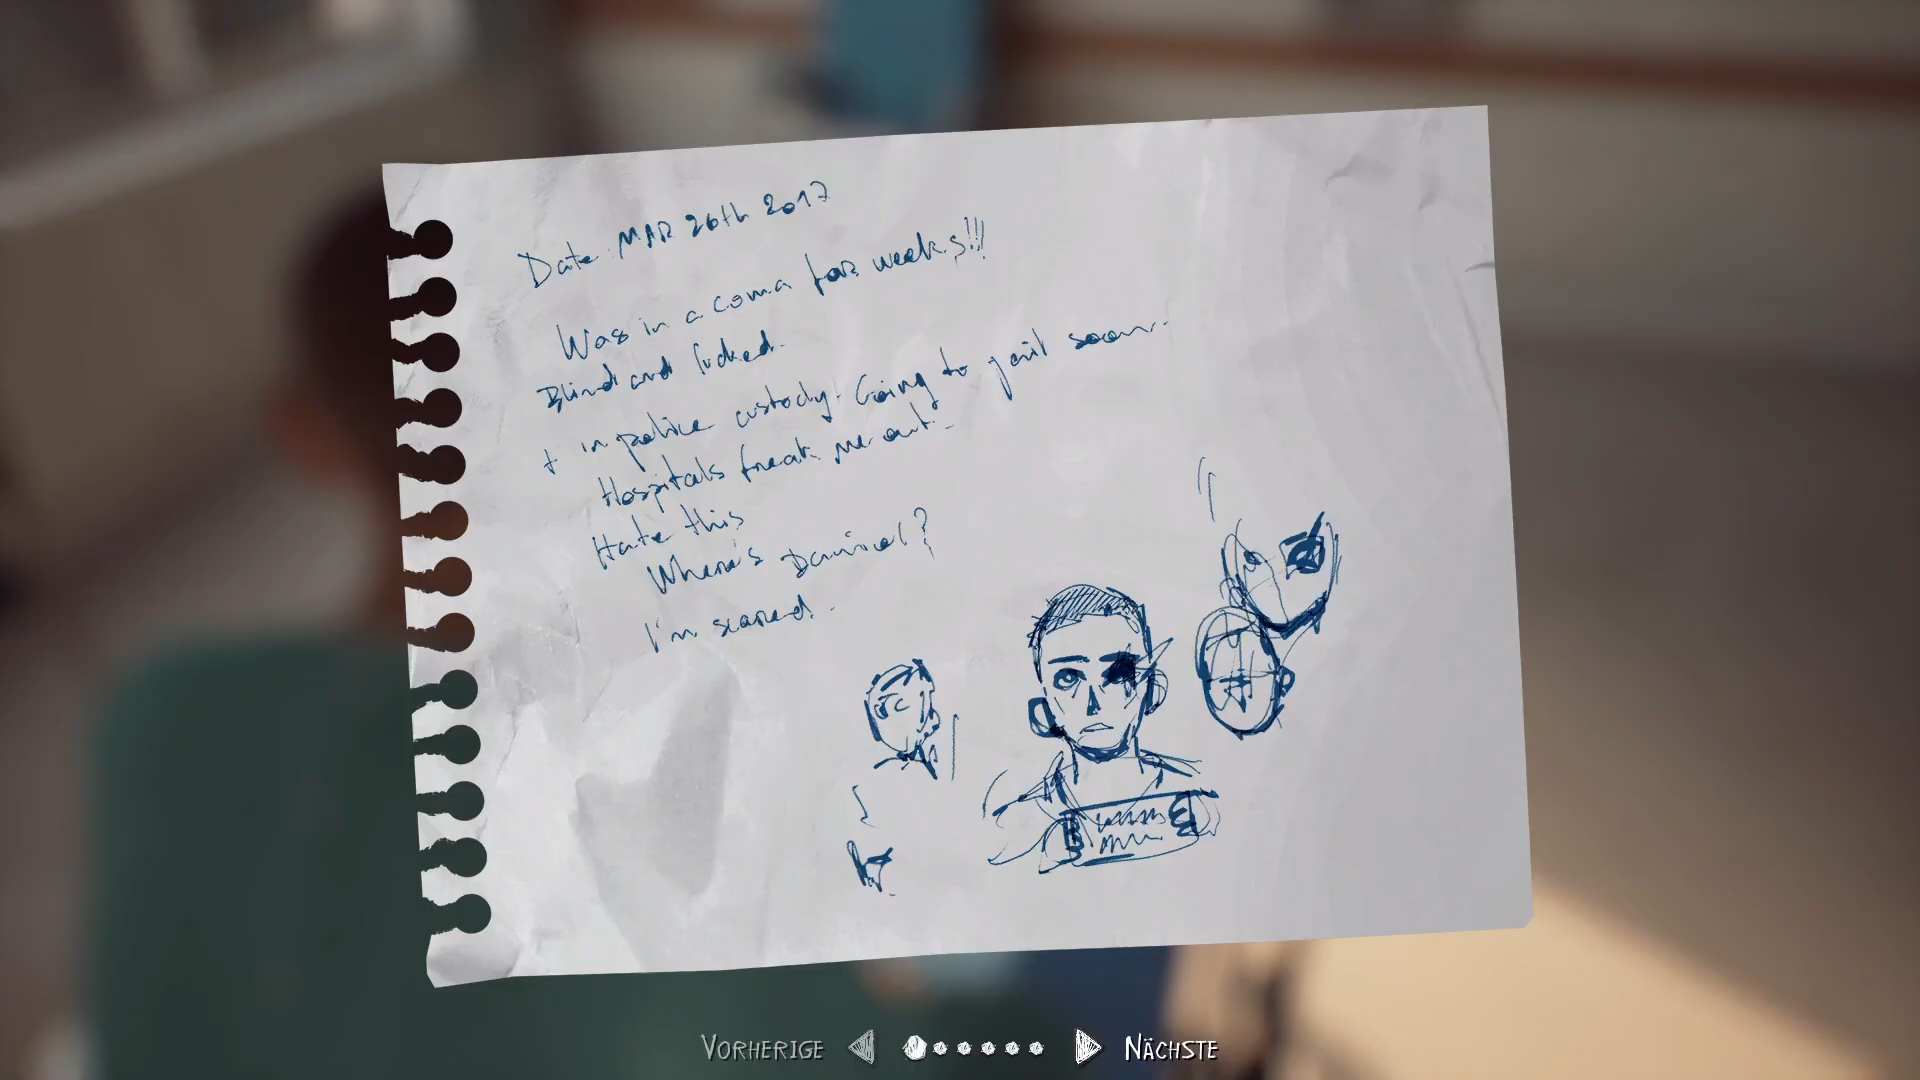 Date: MAR 26th 2017
Was in a coma for weeks!!!
Blind and fucked.
+ in police custody. Going to jail soon.
Hospitals freak me out.
Hate this
Where's Daniel?
I'm scared.
VORHERIGE
NÄCHSTE